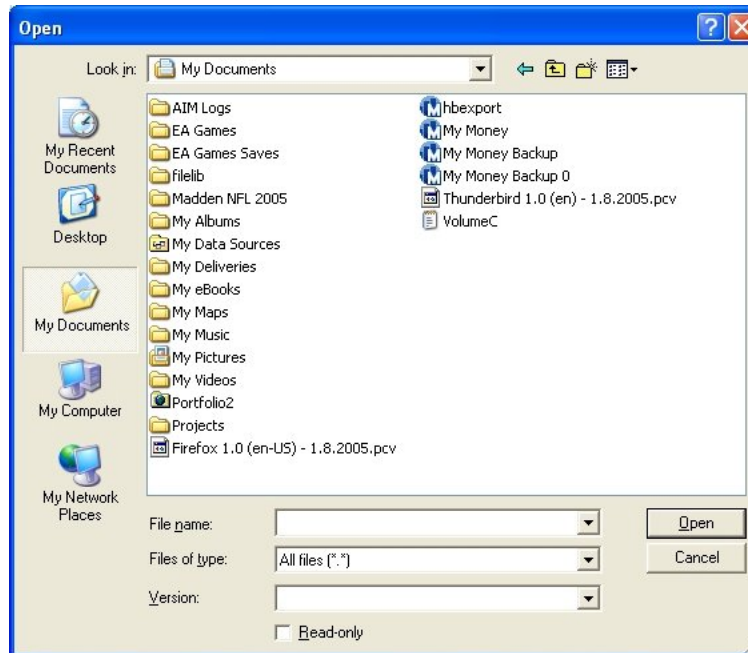 Open
Look in: My Documents
My Recent
Documents
Desktop
My Documents
My Computer
My Network
Places
AIM Logs
EA Games
EA Games Saves
filelib
Madden NFL 2005
My Albums
My Data Sources
My Deliveries
My eBooks
My Maps
My Music
My Pictures
My Videos
Portfolio2
Projects
Firefox 1.0 (en-US) - 1.8.2005.pcv
hbexport
My Money
My Money Backup
My Money Backup 0
Thunderbird 1.0 (en) - 1.8.2005.pcv
VolumeC
File name:
Open
Files of type: All files (*.*)
Cancel
Version:
Read-only